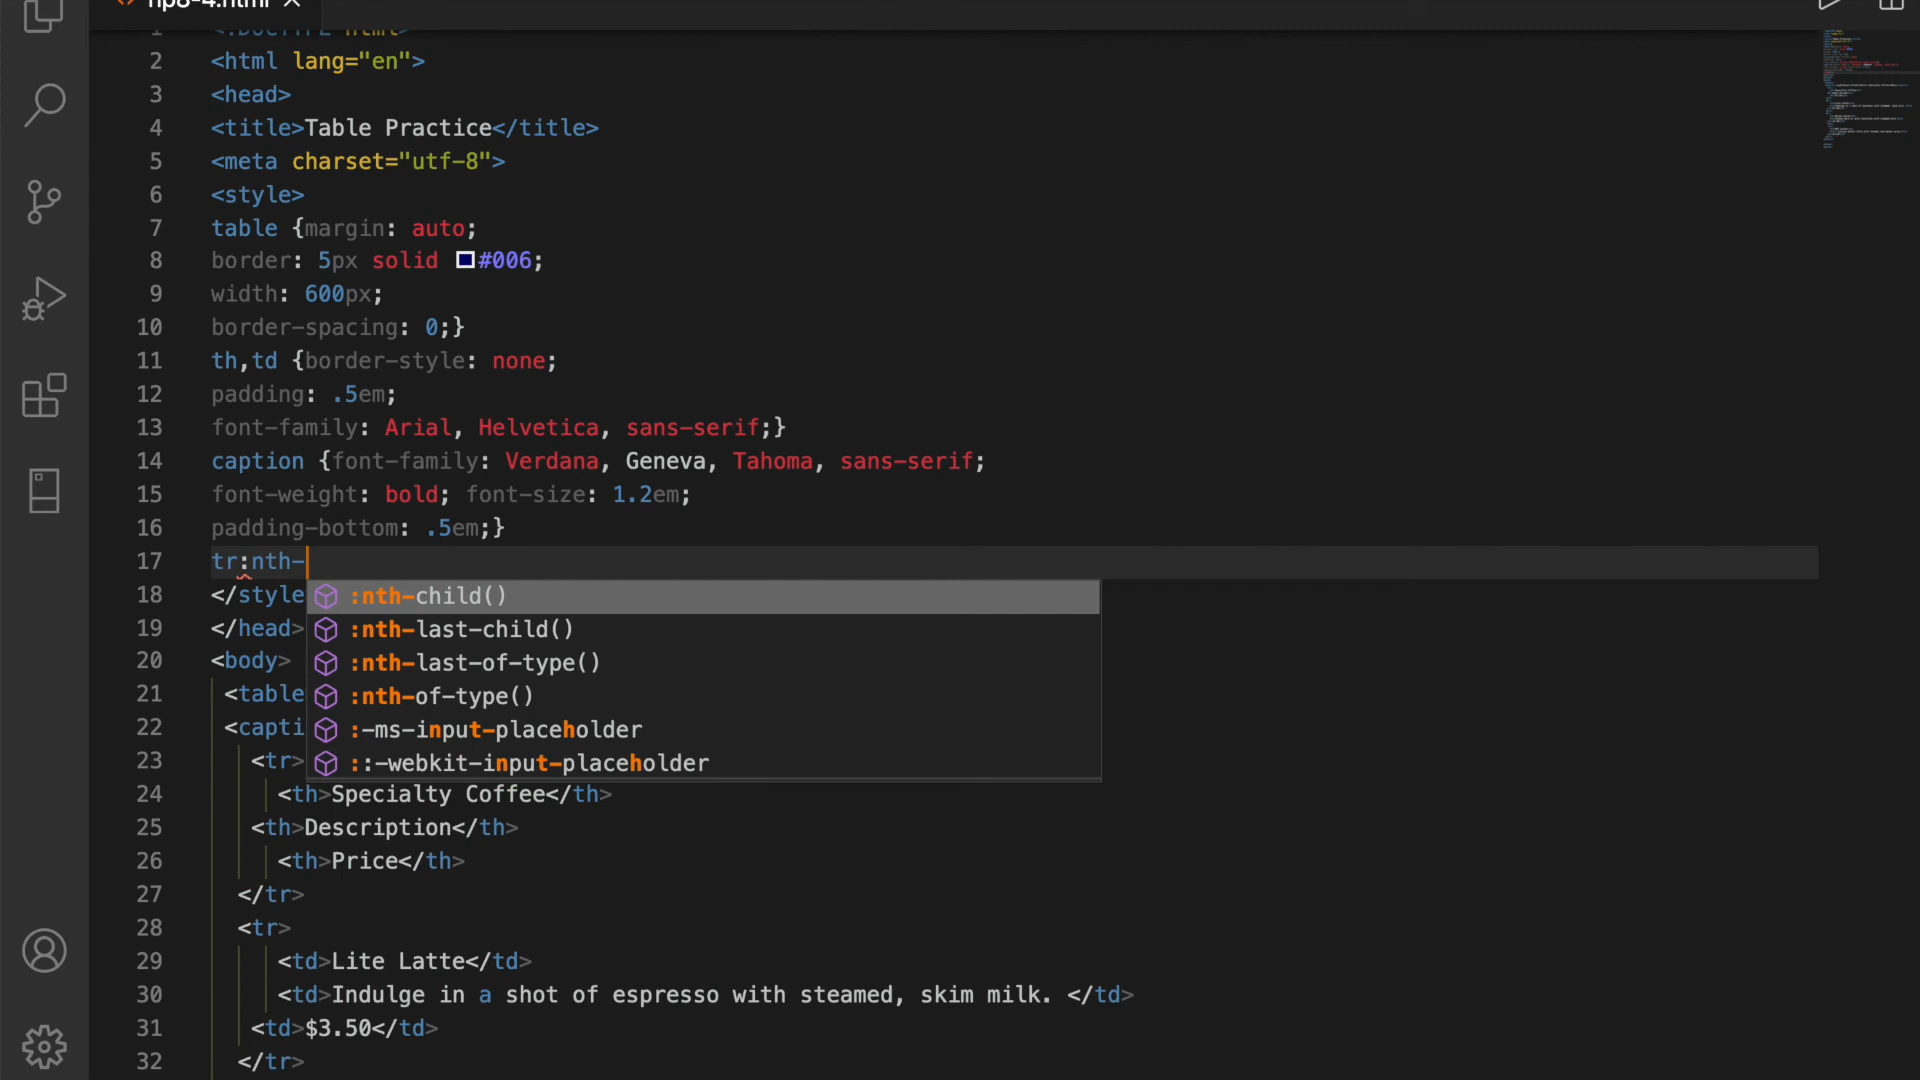 hp8-4.html
1 <!DOCTYPE html>
2 <html lang="en">
3 <head>
4 <title>Table Practice</title>
5 <meta charset="utf-8">
6 <style>
7 table {margin: auto;
8 border: 5px solid #006;
9 width: 600px;
10 border-spacing: 0;}
11 th,td {border-style: none;
12 padding: .5em;
13 font-family: Arial, Helvetica, sans-serif;}
14 caption {font-family: Verdana, Geneva, Tahoma, sans-serif;
15 font-weight: bold; font-size: 1.2em;
16 padding-bottom: .5em;}
17 tr:nth-
18 </style
:nth-child()
19 </head>
:nth-last-child()
20 <body>
:nth-last-of-type()
21 <table
:nth-of-type()
22 <capti
:-ms-input-placeholder
23 <tr>
::-webkit-input-placeholder
24 <th>Specialty Coffee</th>
25 <th>Description</th>
26 <th>Price</th>
27 </tr>
28 <tr>
29 <td>Lite Latte</td>
30 <td>Indulge in a shot of espresso with steamed, skim milk. </td>
31 <td>$3.50</td>
32 </tr>